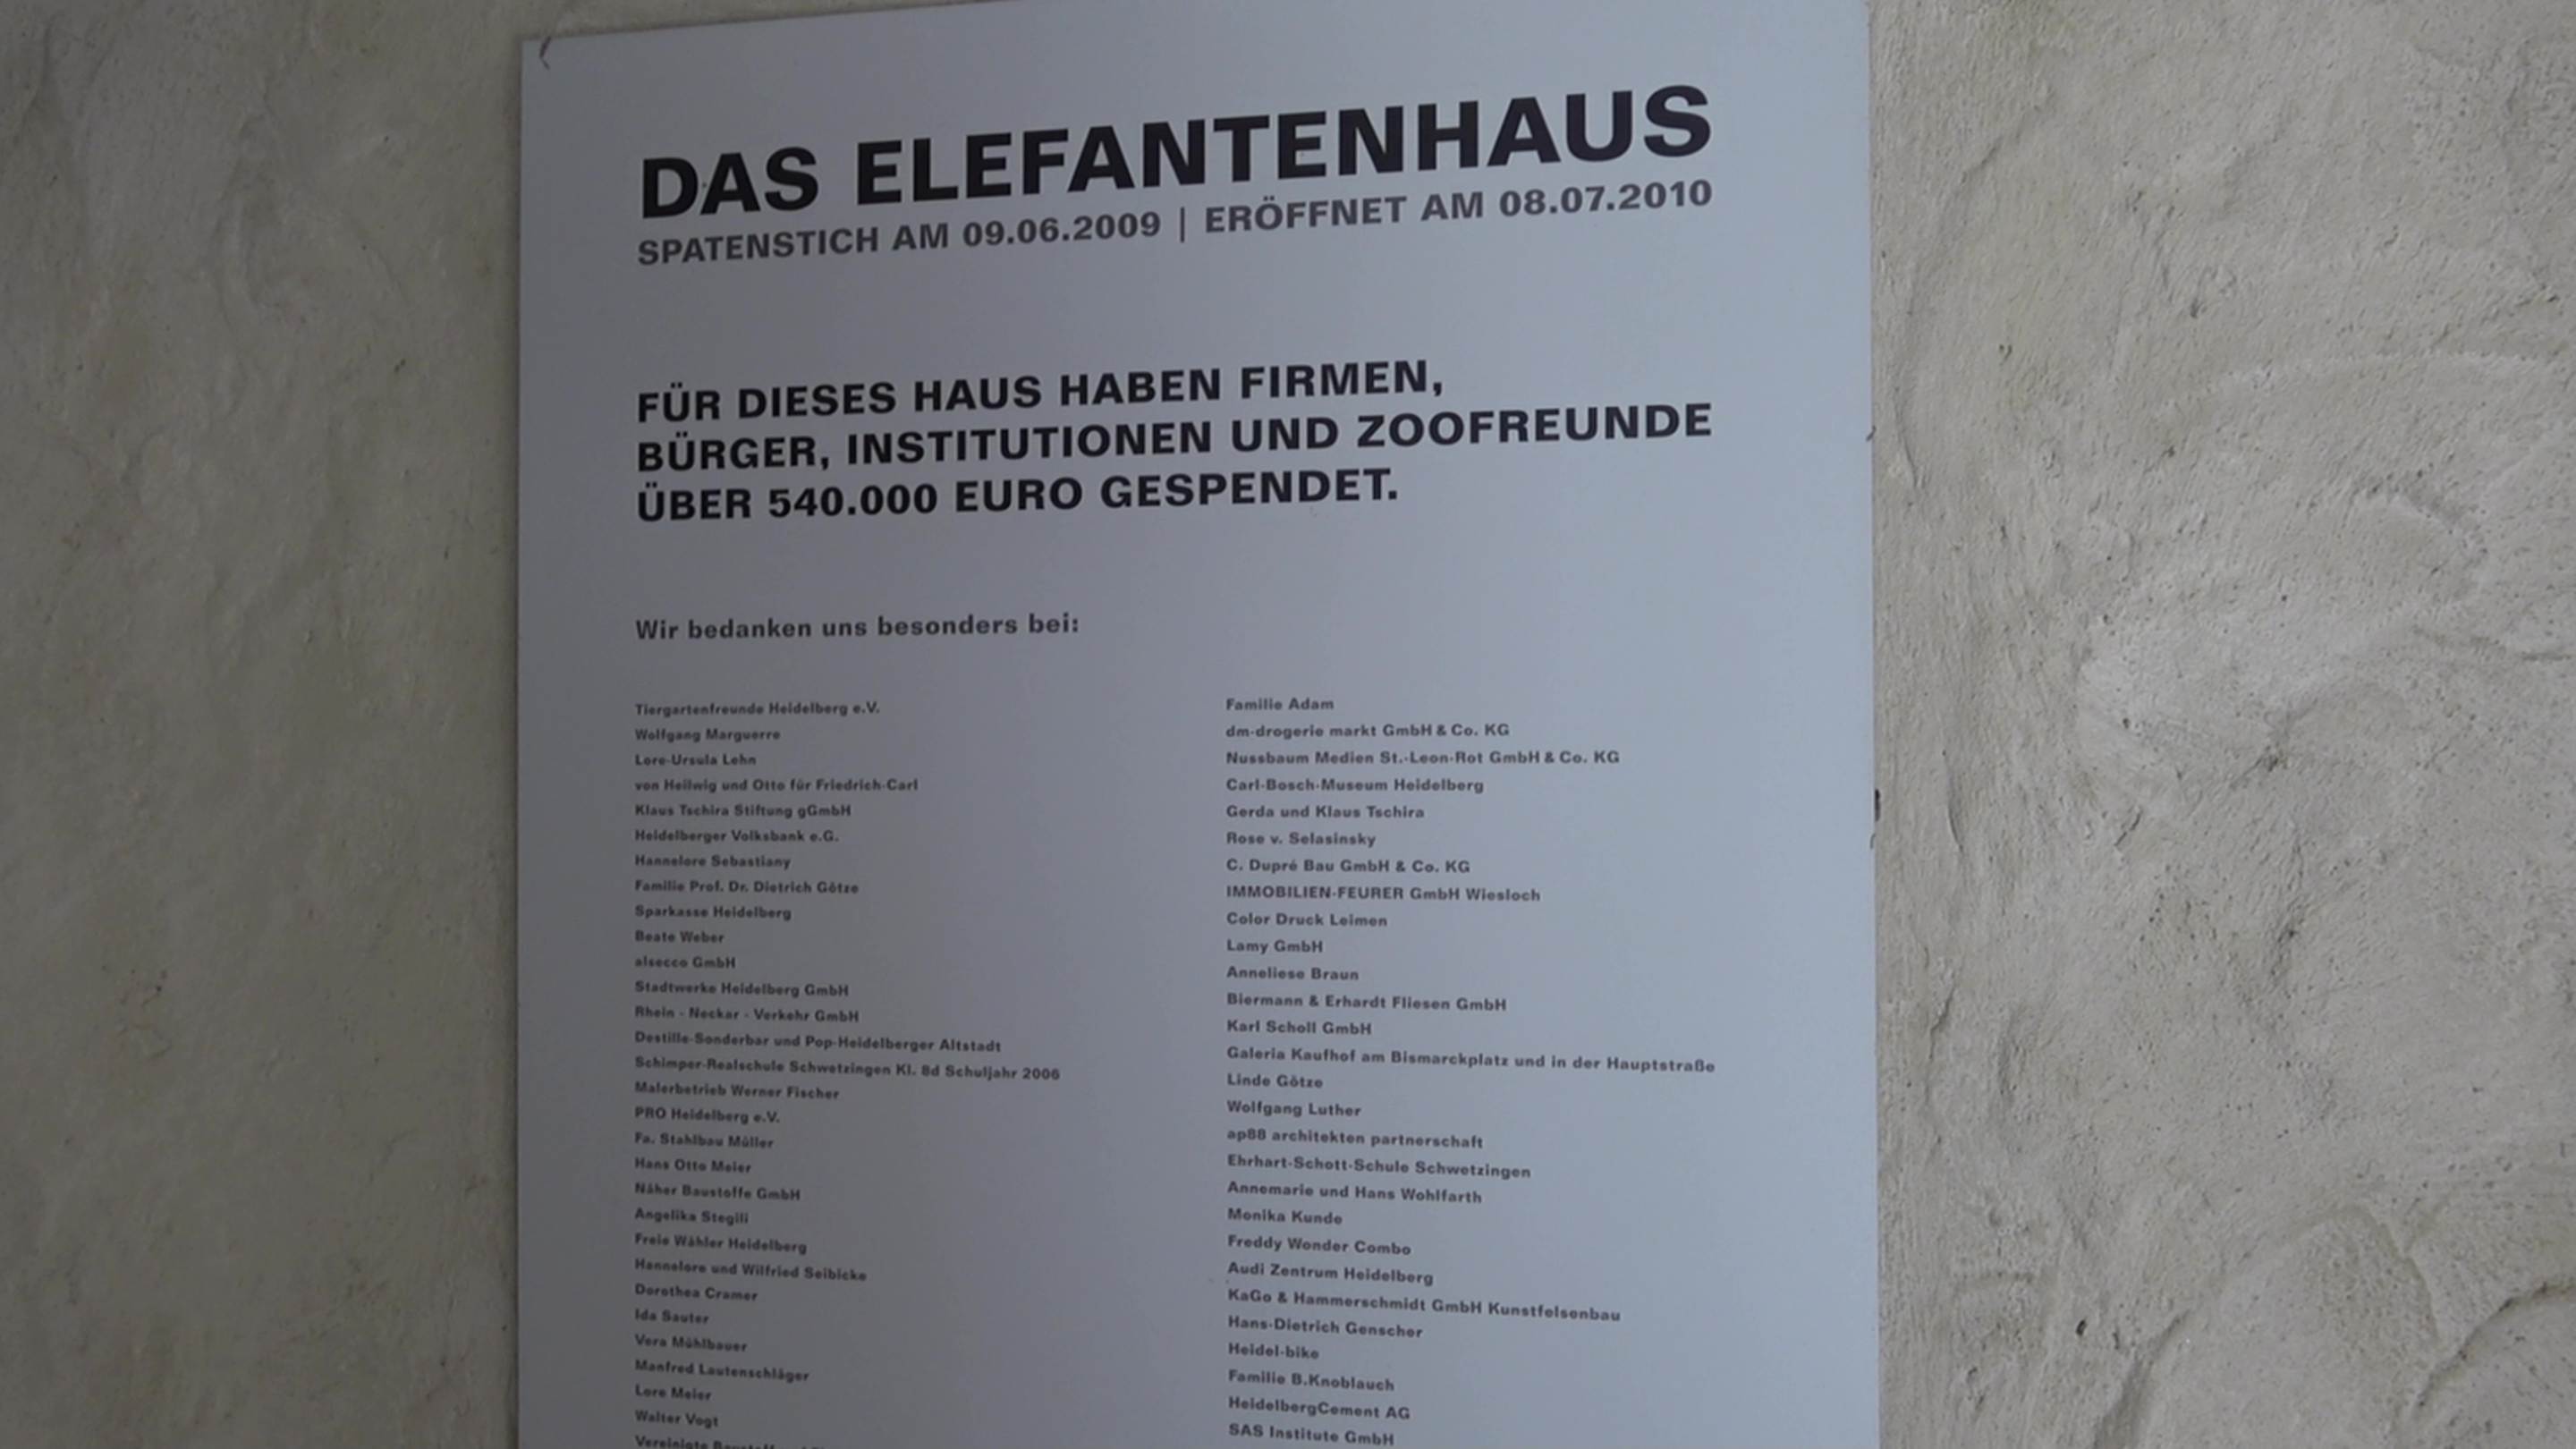 DAS ELEFANTENHAUS
SPATENSTICH AM 09.06.2009 | ERÖFFNET AM 08.07.2010
FÜR DIESES HAUS HABEN FIRMEN,
BÜRGER, INSTITUTIONEN UND ZOOFREUNDE
ÜBER 540.000 EURO GESPENDET.
Wir bedanken uns besonders bei:
Tiergartenfreunde Heidelberg e.V.
Wolfgang Marguerre
Lore-Ursula Lehn
von Heilwig und Otto für Friedrich-Carl
Klaus Tschira Stiftung gGmbH
Heidelberger Volksbank e.G.
Hannelore Sebastiany
Familie Prof. Dr. Dietrich Götze
Sparkasse Heidelberg
Beate Weber
alsecco GmbH
Stadtwerke Heidelberg GmbH
Rhein - Neckar - Verkehr GmbH
Destille-Sonderbar und Pop-Heidelberger Altstadt
Schimper-Realschule Schwetzingen Kl. 8d Schuljahr 2006
Malerbetrieb Werner Fischer
PRO Heidelberg e.V.
Fa. Stahlbau Müller
Hans Otto Meier
Näher Baustoffe GmbH
Angelika Stegili
Freie Wähler Heidelberg
Hannelore und Wilfried Seibicke
Dorothea Cramer
Ida Sauter
Vera Mühlbauer
Manfred Lautenschläger
Lore Meier
Walter Vogt
Vereinigte
Familie Adam
dm-drogerie markt GmbH & Co. KG
Nussbaum Medien St.-Leon-Rot GmbH & Co. KG
Carl-Bosch-Museum Heidelberg
Gerda und Klaus Tschira
Rose v. Selasinsky
C. Dupré Bau GmbH & Co. KG
IMMOBILIEN-FEURER GmbH Wiesloch
Color Druck Leimen
Lamy GmbH
Anneliese Braun
Biermann & Erhardt Fliesen GmbH
Karl Scholl GmbH
Galeria Kaufhof am Bismarckplatz und in der Hauptstraße
Linde Götze
Wolfgang Luther
ap88 architekten partnerschaft
Ehrhart-Schott-Schule Schwetzingen
Annemarie und Hans Wohlfarth
Monika Kunde
Freddy Wonder Combo
Audi Zentrum Heidelberg
KaGo & Hammerschmidt GmbH Kunstfelsenbau
Hans-Dietrich Genscher
Heidel-bike
Familie B.Knoblauch
HeidelbergCement AG
SAS Institute GmbH